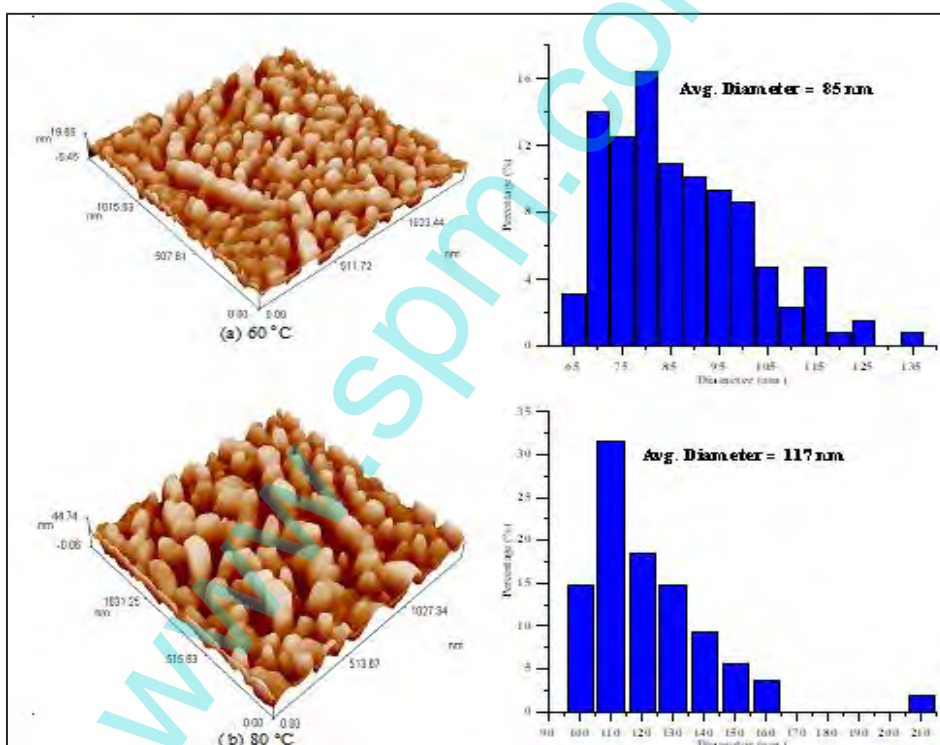 19.65
nm
-5.45
1015.63
nm
507.81
0.00 0.00
511.72
1023.44
nm
(a) 60 °C
Avg. Diameter = 85 nm
Percentage (%)
16
12
8
4
0
65 75 85 95 105 115 125 135
Diameter (nm)
44.74
nm
-0.06
1031.25
nm
515.63
0.00 0.00
513.67
1027.34
nm
(b) 80 °C
Avg. Diameter = 117 nm
Percentage (%)
35
30
25
20
15
10
5
0
90 100 110 120 130 140 150 160 170 180 190 200 210
Diameter (nm)
www.spm.com